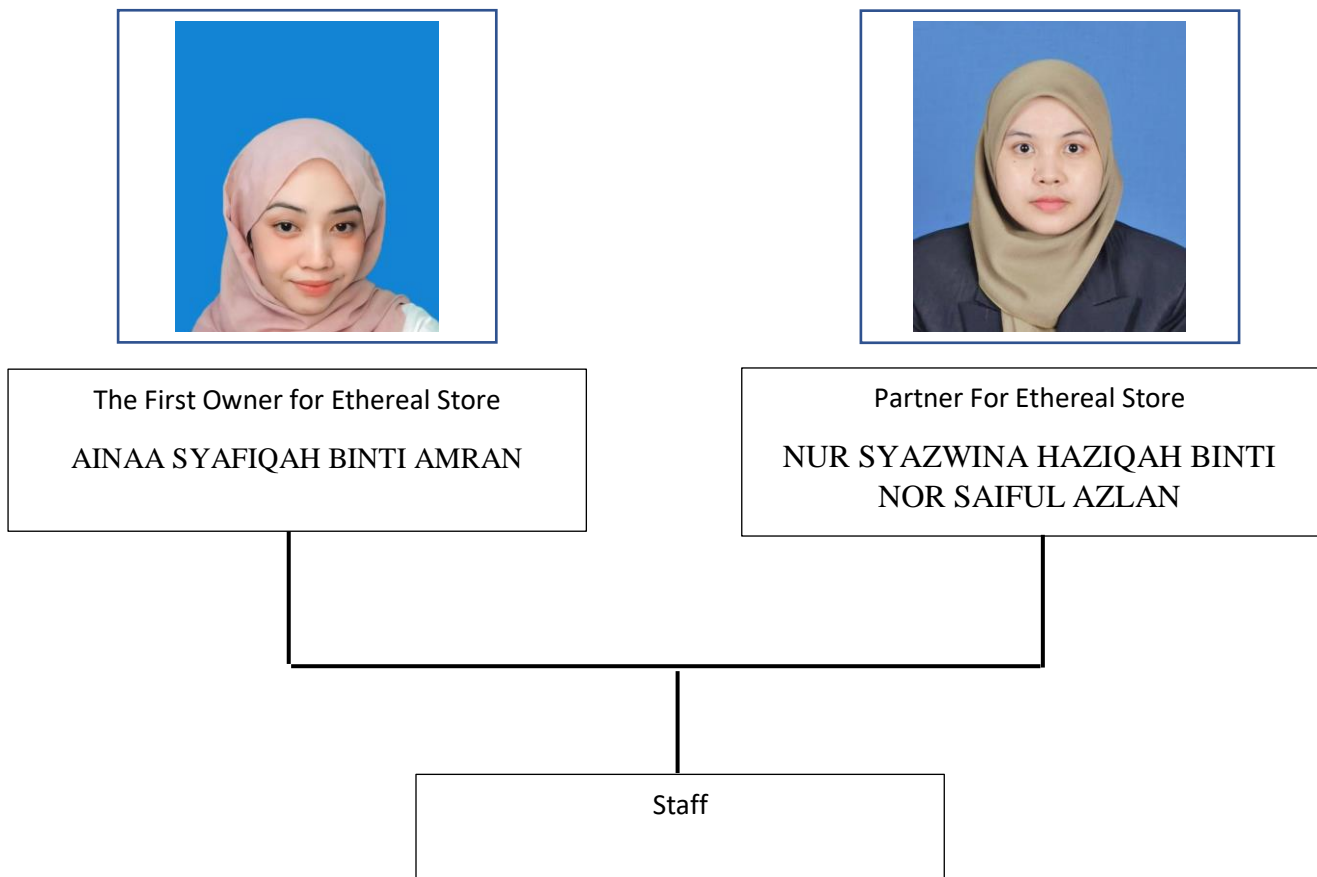 The First Owner for Ethereal Store
AINAA SYAFIQAH BINTI AMRAN
Partner For Ethereal Store
NUR SYAZWINA HAZIQAH BINTI
NOR SAIFUL AZLAN
Staff